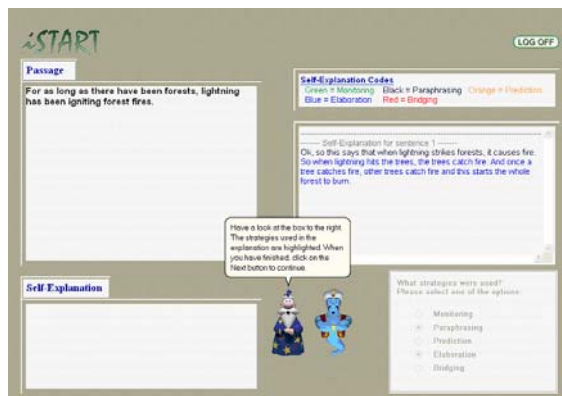 iSTART
LOG OFF
Passage
For as long as there have been forests, lightning
has been igniting forest fires.
Self-Explanation Codes
Green = Monitoring Black = Paraphrasing Orange = Prediction
Blue = Elaboration Red = Bridging
------- Self-Explanation for sentence 1 -------
Ok, so this says that when lightning strikes forests, it causes fire.
So when lightning hits the trees, the trees catch fire. And once a
tree catches fire, other trees catch fire and this starts the whole
forest to burn.
Have a look at the box to the right.
The strategies used in the
explanation are highlighted. When
you have finished, click on the
Next button to continue.
Self-Explanation
What strategies were used?
Please select one of the options:
Monitoring
Paraphrasing
Prediction
Elaboration
Bridging